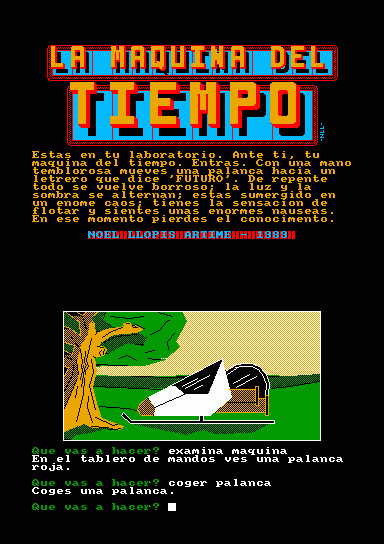 LA MAQUINA DEL
TIEMPO
NLL
Estas en tu laboratorio. Ante ti, tu
maquina del tiempo. Entras. Con una mano
temblorosa mueves una palanca hacia un
letrero que dice 'FUTURO'. De repente
todo se vuelve borroso; la luz y la
sombra se alternan; estas sumergido en
un enome caos; tienes la sensacion de
flotar y sientes unas enormes nauseas.
En ese momento pierdes el conocimento.
NOEL LLOPIS ARTIME - 1989
Que vas a hacer? examina maquina
En el tablero de mandos ves una palanca
roja.
Que vas a hacer? coger palanca
Coges una palanca.
Que vas a hacer?